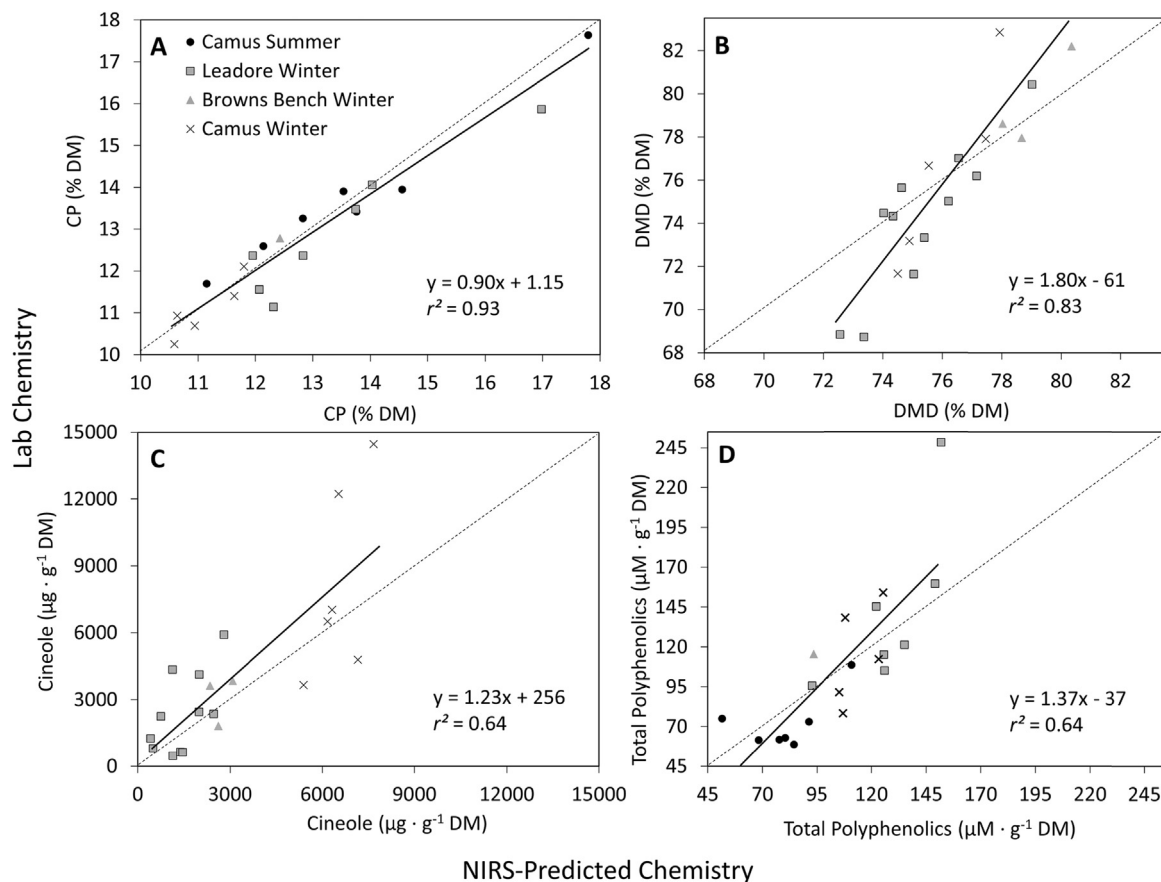 Lab Chemistry
A
Camus Summer
Leadore Winter
Browns Bench Winter
Camus Winter
CP (% DM)
18
17
16
15
14
13
12
11
10
y = 0.90x + 1.15
r² = 0.93
10 11 12 13 14 15 16 17 18
CP (% DM)
B
DMD (% DM)
82
80
78
76
74
72
70
68
y = 1.80x - 61
r² = 0.83
68 70 72 74 76 78 80 82
DMD (% DM)
C
Cineole (µg · g⁻¹ DM)
15000
12000
9000
6000
3000
0
y = 1.23x + 256
r² = 0.64
0 3000 6000 9000 12000 15000
Cineole (µg · g⁻¹ DM)
D
Total Polyphenolics (µM · g⁻¹ DM)
245
220
195
170
145
120
95
70
45
y = 1.37x - 37
r² = 0.64
45 70 95 120 145 170 195 220 245
Total Polyphenolics (µM · g⁻¹ DM)
NIRS-Predicted Chemistry